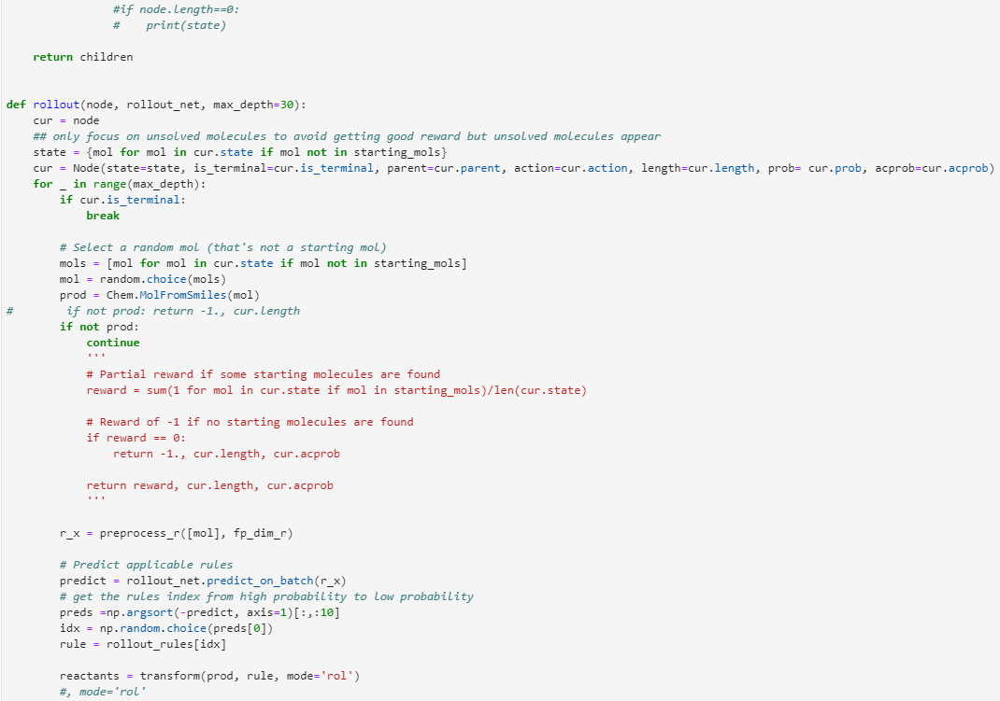 #if node.length==0:
                #    print(state)

    return children


def rollout(node, rollout_net, max_depth=30):
    cur = node
    ## only focus on unsolved molecules to avoid getting good reward but unsolved molecules appear
    state = {mol for mol in cur.state if mol not in starting_mols}
    cur = Node(state=state, is_terminal=cur.is_terminal, parent=cur.parent, action=cur.action, length=cur.length, prob= cur.prob, acprob=cur.acprob)
    for _ in range(max_depth):
        if cur.is_terminal:
            break

        # Select a random mol (that's not a starting mol)
        mols = [mol for mol in cur.state if mol not in starting_mols]
        mol = random.choice(mols)
        prod = Chem.MolFromSmiles(mol)
#        if not prod: return -1., cur.length
        if not prod:
            continue
            '''
            # Partial reward if some starting molecules are found
            reward = sum(1 for mol in cur.state if mol in starting_mols)/len(cur.state)

            # Reward of -1 if no starting molecules are found
            if reward == 0:
                return -1., cur.length, cur.acprob

            return reward, cur.length, cur.acprob
            '''

        r_x = preprocess_r([mol], fp_dim_r)

        # Predict applicable rules
        predict = rollout_net.predict_on_batch(r_x)
        # get the rules index from high probability to low probability
        preds =np.argsort(-predict, axis=1)[:,:10]
        idx = np.random.choice(preds[0])
        rule = rollout_rules[idx]

        reactants = transform(prod, rule, mode='rol')
        #, mode='rol'